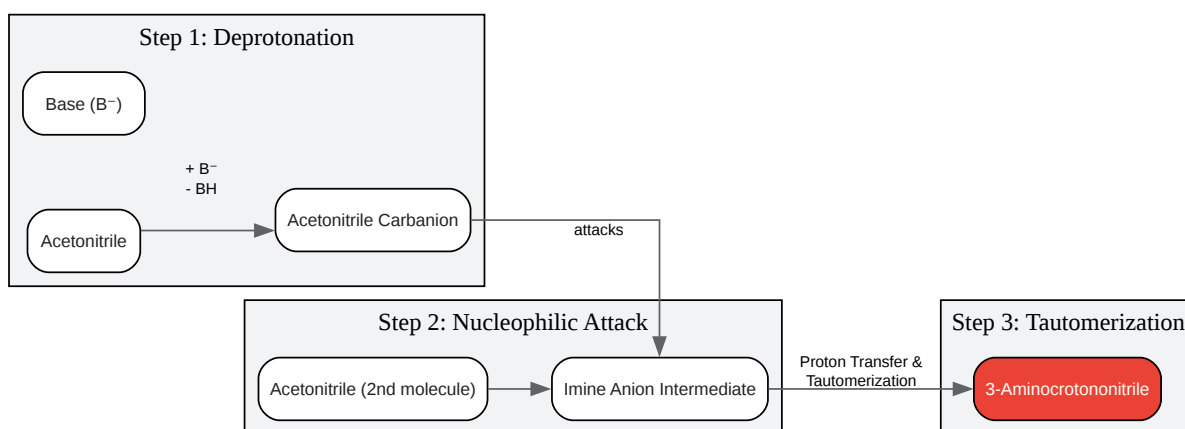 Step 1: Deprotonation
Base (B⁻)
+ B⁻
- BH
Acetonitrile
Acetonitrile Carbanion
attacks
Step 2: Nucleophilic Attack
Acetonitrile (2nd molecule)
Imine Anion Intermediate
Proton Transfer &
Tautomerization
Step 3: Tautomerization
3-Aminocrotononitrile